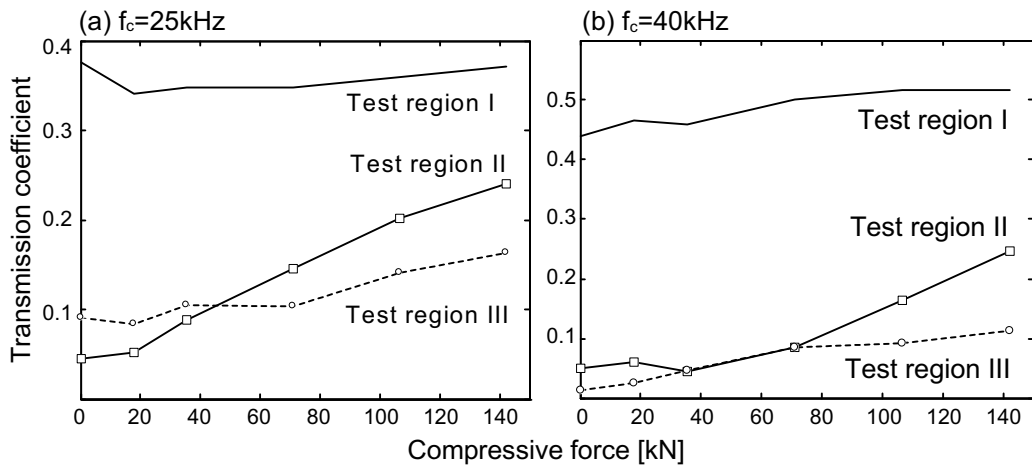 (a) f꜀=25kHz
(b) f꜀=40kHz
Transmission coefficient
0.4
0.3
0.2
0.1
Test region I
Test region II
Test region III
0 20 40 60 80 100 120 140
0.5
0.4
0.3
0.2
0.1
Test region I
Test region II
Test region III
0 20 40 60 80 100 120 140
Compressive force [kN]